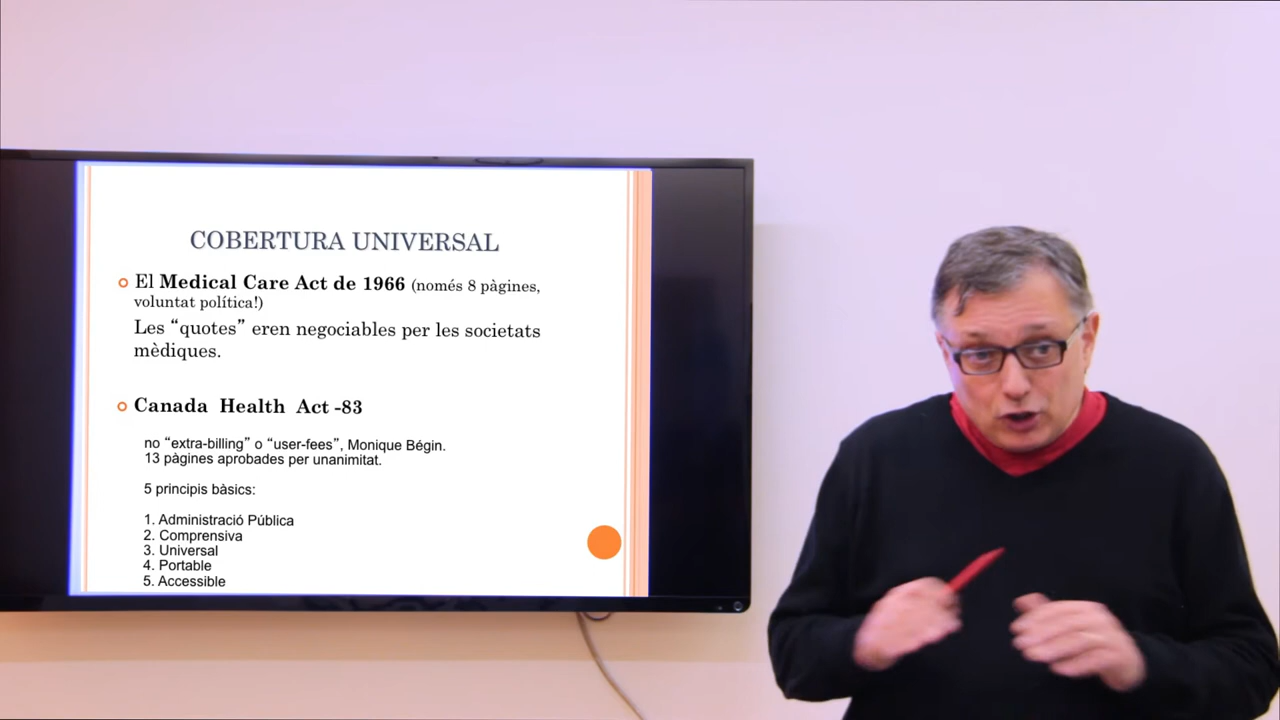 COBERTURA UNIVERSAL
El Medical Care Act de 1966 (només 8 pàgines,
voluntat política!)
Les “quotes” eren negociables per les societats
mèdiques.
Canada Health Act -83
no “extra-billing” o “user-fees”, Monique Bégin.
13 pàgines aprobades per unanimitat.
5 principis bàsics:
1. Administració Pública
2. Comprensiva
3. Universal
4. Portable
5. Accessible